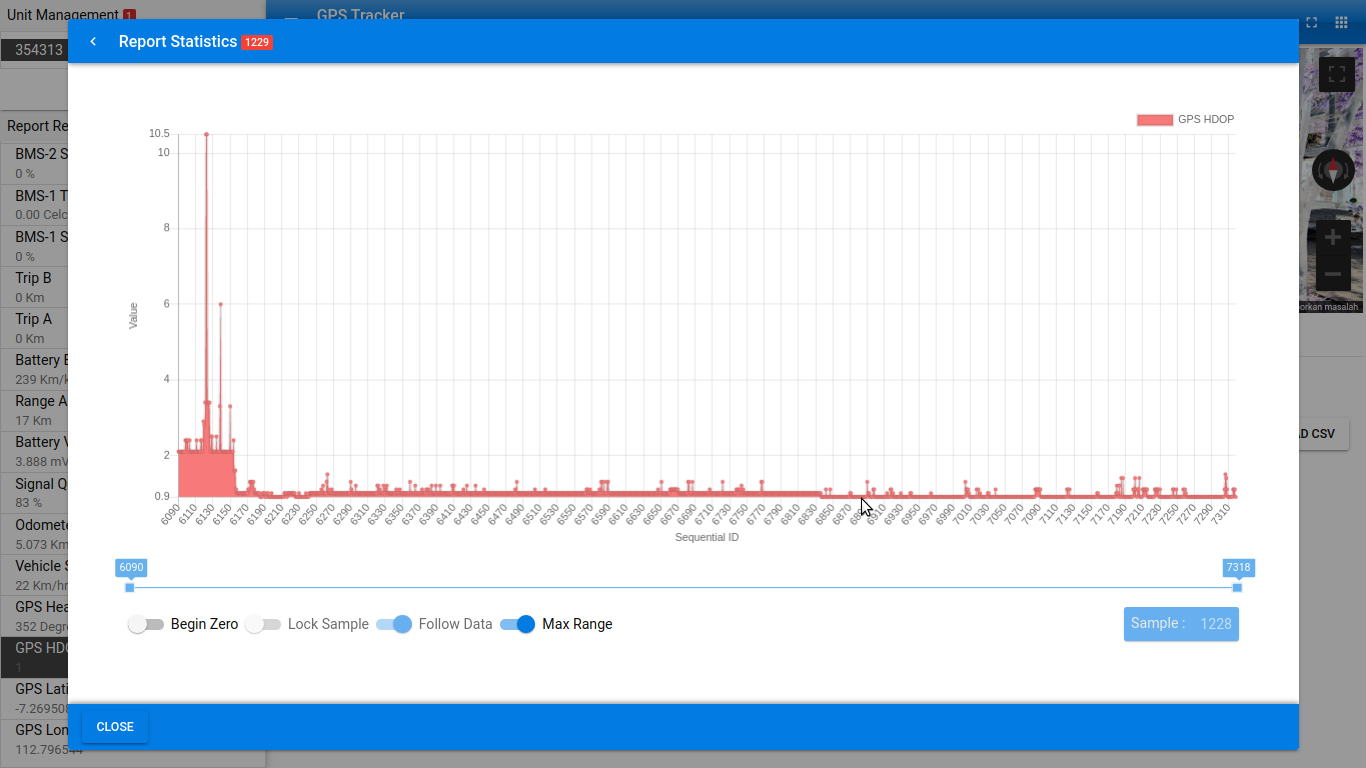 Unit Management 1
GPS Tracker
354313
Report Statistics 1229
Report Re
BMS-2 S
0 %
BMS-1 T
0.00 Celc
BMS-1 S
0 %
Trip B
0 Km
Trip A
0 Km
Battery E
239 Km/k
Range A
17 Km
Battery V
3.888 mV
Signal Q
83 %
Odomete
5.073 Km
Vehicle S
22 Km/hr
GPS Hea
352 Degr
GPS HDO
1
GPS Lati
-7.269508
GPS Lon
112.796544
GPS HDOP
10.5
10
8
6
4
2
0.9
Value
6090 6110 6130 6150 6170 6190 6210 6230 6250 6270 6290 6310 6330 6350 6370 6390 6410 6430 6450 6470 6490 6510 6530 6550 6570 6590 6610 6630 6650 6670 6690 6710 6730 6750 6770 6790 6810 6830 6850 6870 6910 6930 6950 6970 6990 7010 7030 7050 7070 7090 7110 7130 7150 7170 7190 7210 7230 7250 7270 7290 7310
Sequential ID
6090
7318
Begin Zero Lock Sample Follow Data Max Range
Sample : 1228
CLOSE
orkan masalah
D CSV